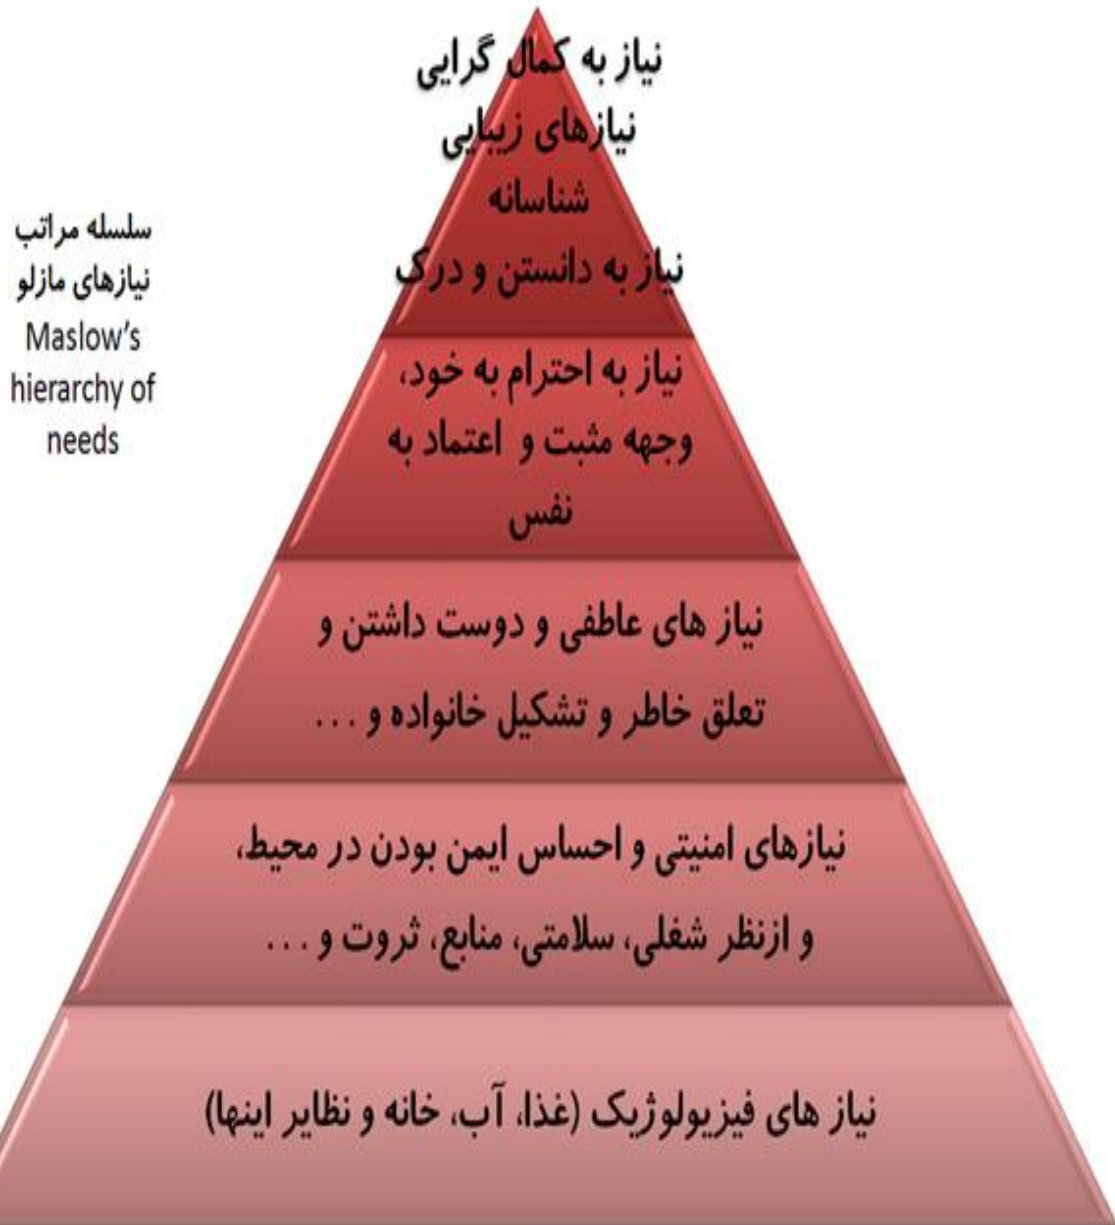 نیاز به کمال گرایی
نیازهای زیبایی
شناسانه
نیاز به دانستن و درک
سلسله مراتب
نیازهای مازلو
Maslow's
hierarchy of
needs
نیاز به احترام به خود،
وجهه مثبت و اعتماد به
نفس
نیاز های عاطفی و دوست داشتن و
تعلق خاطر و تشکیل خانواده و ...
نیازهای امنیتی و احساس ایمن بودن در محیط،
و ازنظر شغلی، سلامتی، منابع، ثروت و ...
نیاز های فیزیولوژیک (غذا، آب، خانه و نظایر اینها)